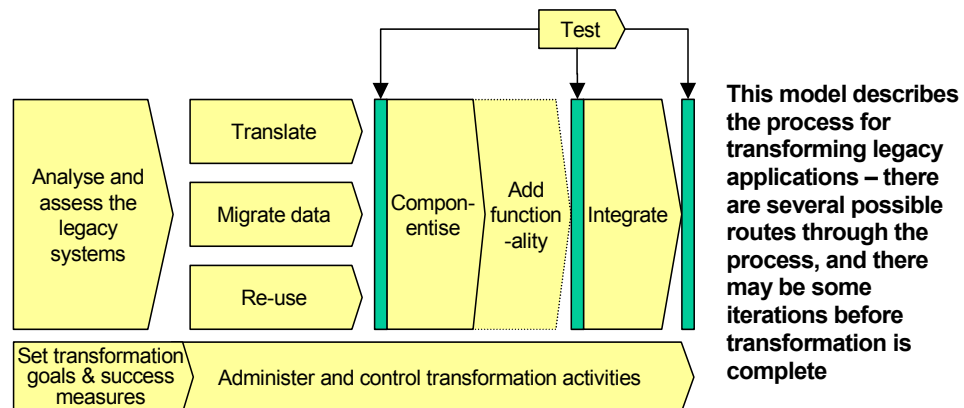 Test
Analyse and
assess the
legacy
systems
Translate
Migrate data
Re-use
Compon-
entise
Add
function
-ality
Integrate
Set transformation
goals & success
measures
Administer and control transformation activities
This model describes
the process for
transforming legacy
applications – there
are several possible
routes through the
process, and there
may be some
iterations before
transformation is
complete